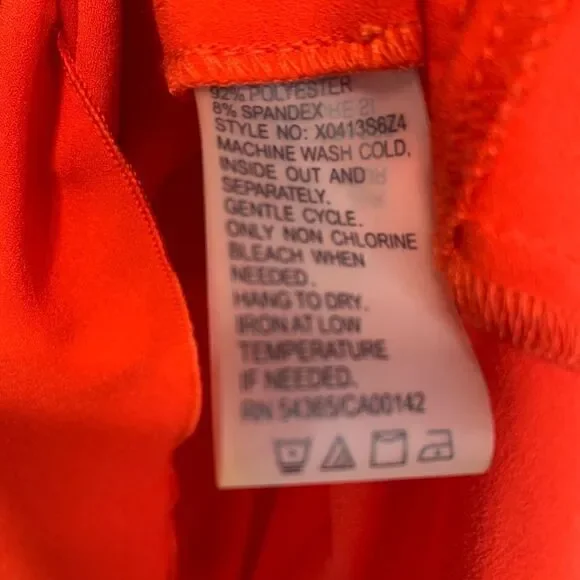 92% POLYESTER
8% SPANDEX
STYLE NO: X0413S6Z4
MACHINE WASH COLD,
INSIDE OUT AND
SEPARATELY.
GENTLE CYCLE.
ONLY NON CHLORINE
BLEACH WHEN
NEEDED.
HANG TO DRY.
IRON AT LOW
TEMPERATURE
IF NEEDED.
RN 54365/CA00142